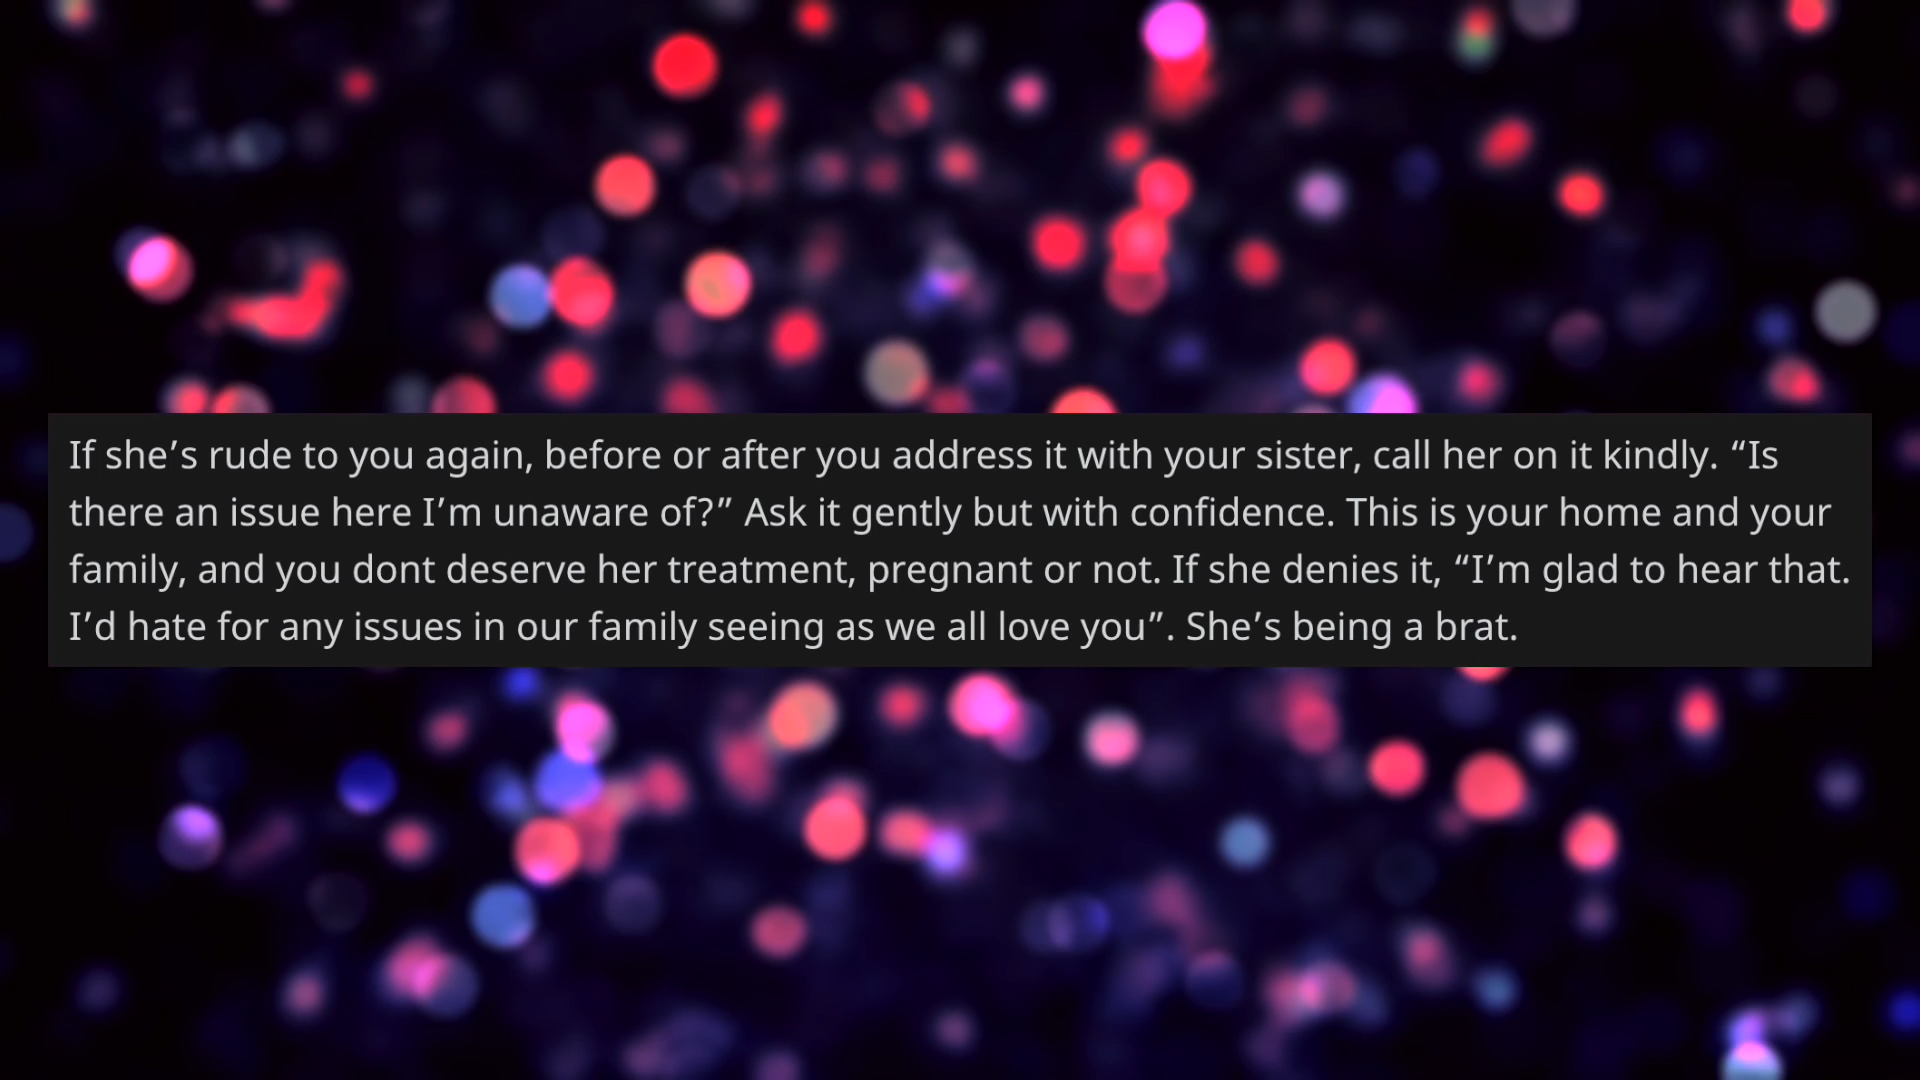 If she’s rude to you again, before or after you address it with your sister, call her on it kindly. “Is
there an issue here I’m unaware of?” Ask it gently but with confidence. This is your home and your
family, and you dont deserve her treatment, pregnant or not. If she denies it, “I’m glad to hear that.
I’d hate for any issues in our family seeing as we all love you”. She’s being a brat.